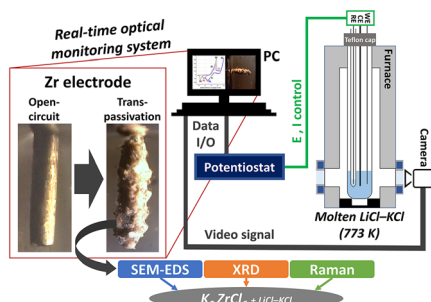 Real-time optical
monitoring system
PC
RE
CE
WE
Teflon cap
Furnace
Zr electrode
Open-
circuit
Trans-
passivation
Data
I/O
E , I control
Potentiostat
Camera
Molten LiCl–KCl
(773 K)
Video signal
SEM-EDS
XRD
Raman
+ LiCl–KCl